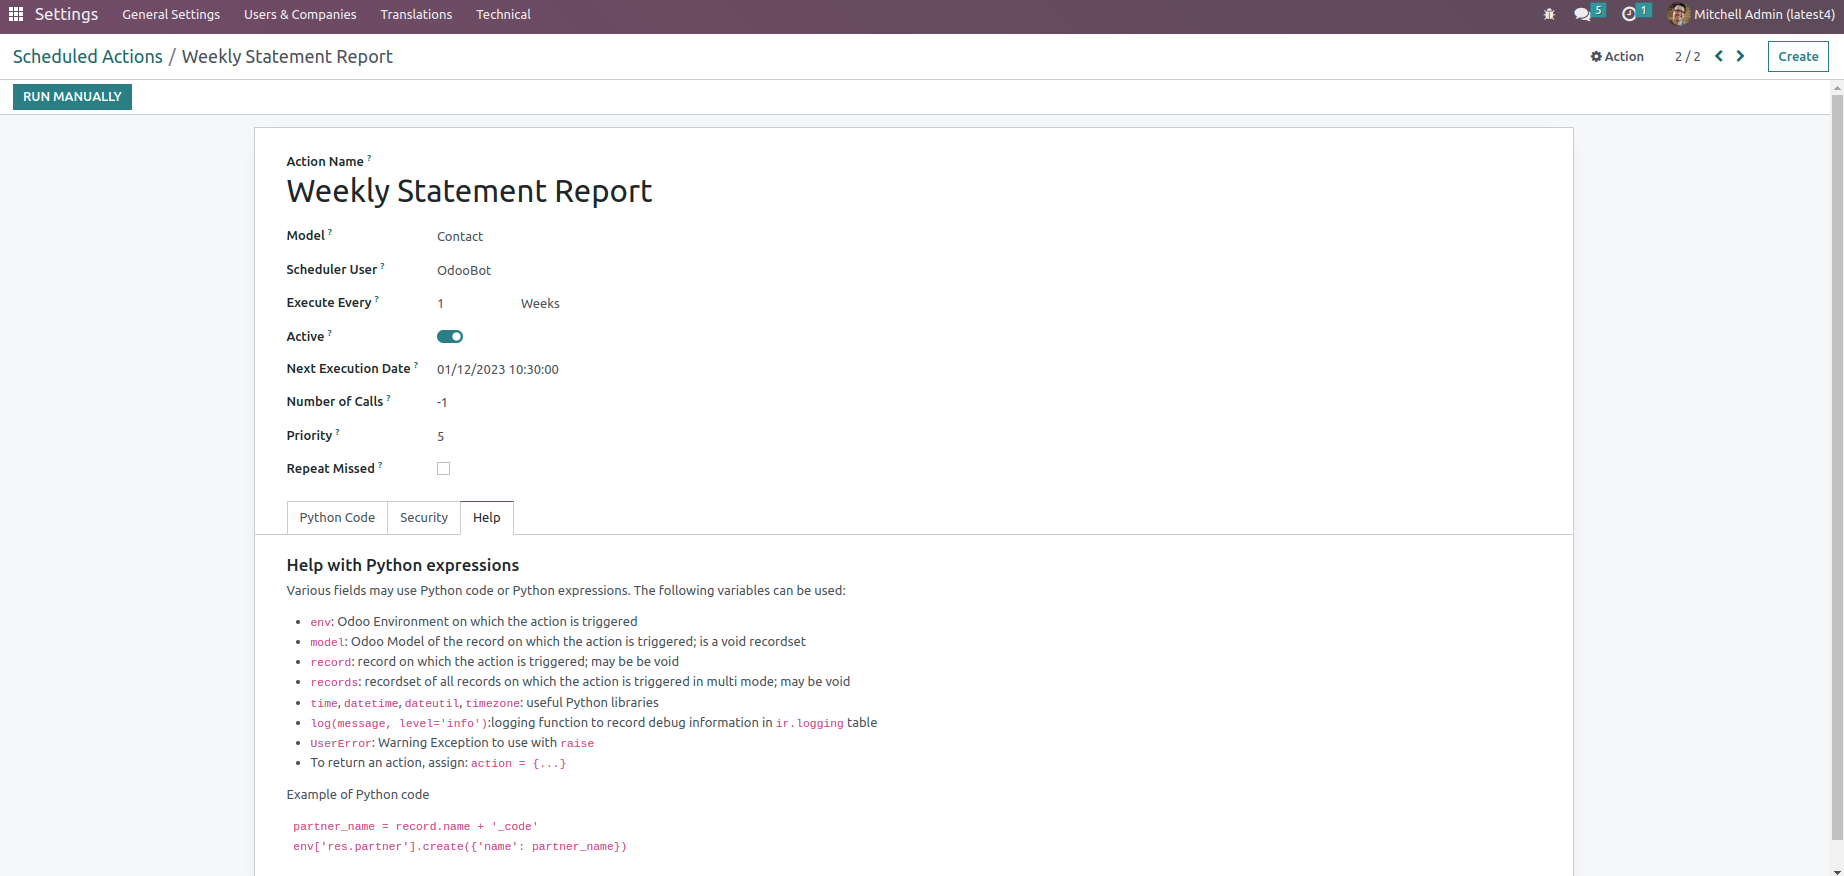 Settings General Settings Users & Companies Translations Technical 5 1 Mitchell Admin (latest4)
Scheduled Actions / Weekly Statement Report Action 2 / 2 Create
RUN MANUALLY
Action Name ?
Weekly Statement Report
Model ? Contact
Scheduler User ? OdooBot
Execute Every ? 1 Weeks
Active ?
Next Execution Date ? 01/12/2023 10:30:00
Number of Calls ? -1
Priority ? 5
Repeat Missed ?
Python Code Security Help
Help with Python expressions
Various fields may use Python code or Python expressions. The following variables can be used:
• env: Odoo Environment on which the action is triggered
• model: Odoo Model of the record on which the action is triggered; is a void recordset
• record: record on which the action is triggered; may be be void
• records: recordset of all records on which the action is triggered in multi mode; may be void
• time, datetime, dateutil, timezone: useful Python libraries
• log(message, level='info'):logging function to record debug information in ir.logging table
• UserError: Warning Exception to use with raise
• To return an action, assign: action = {...}
Example of Python code
partner_name = record.name + '_code'
env['res.partner'].create({'name': partner_name})